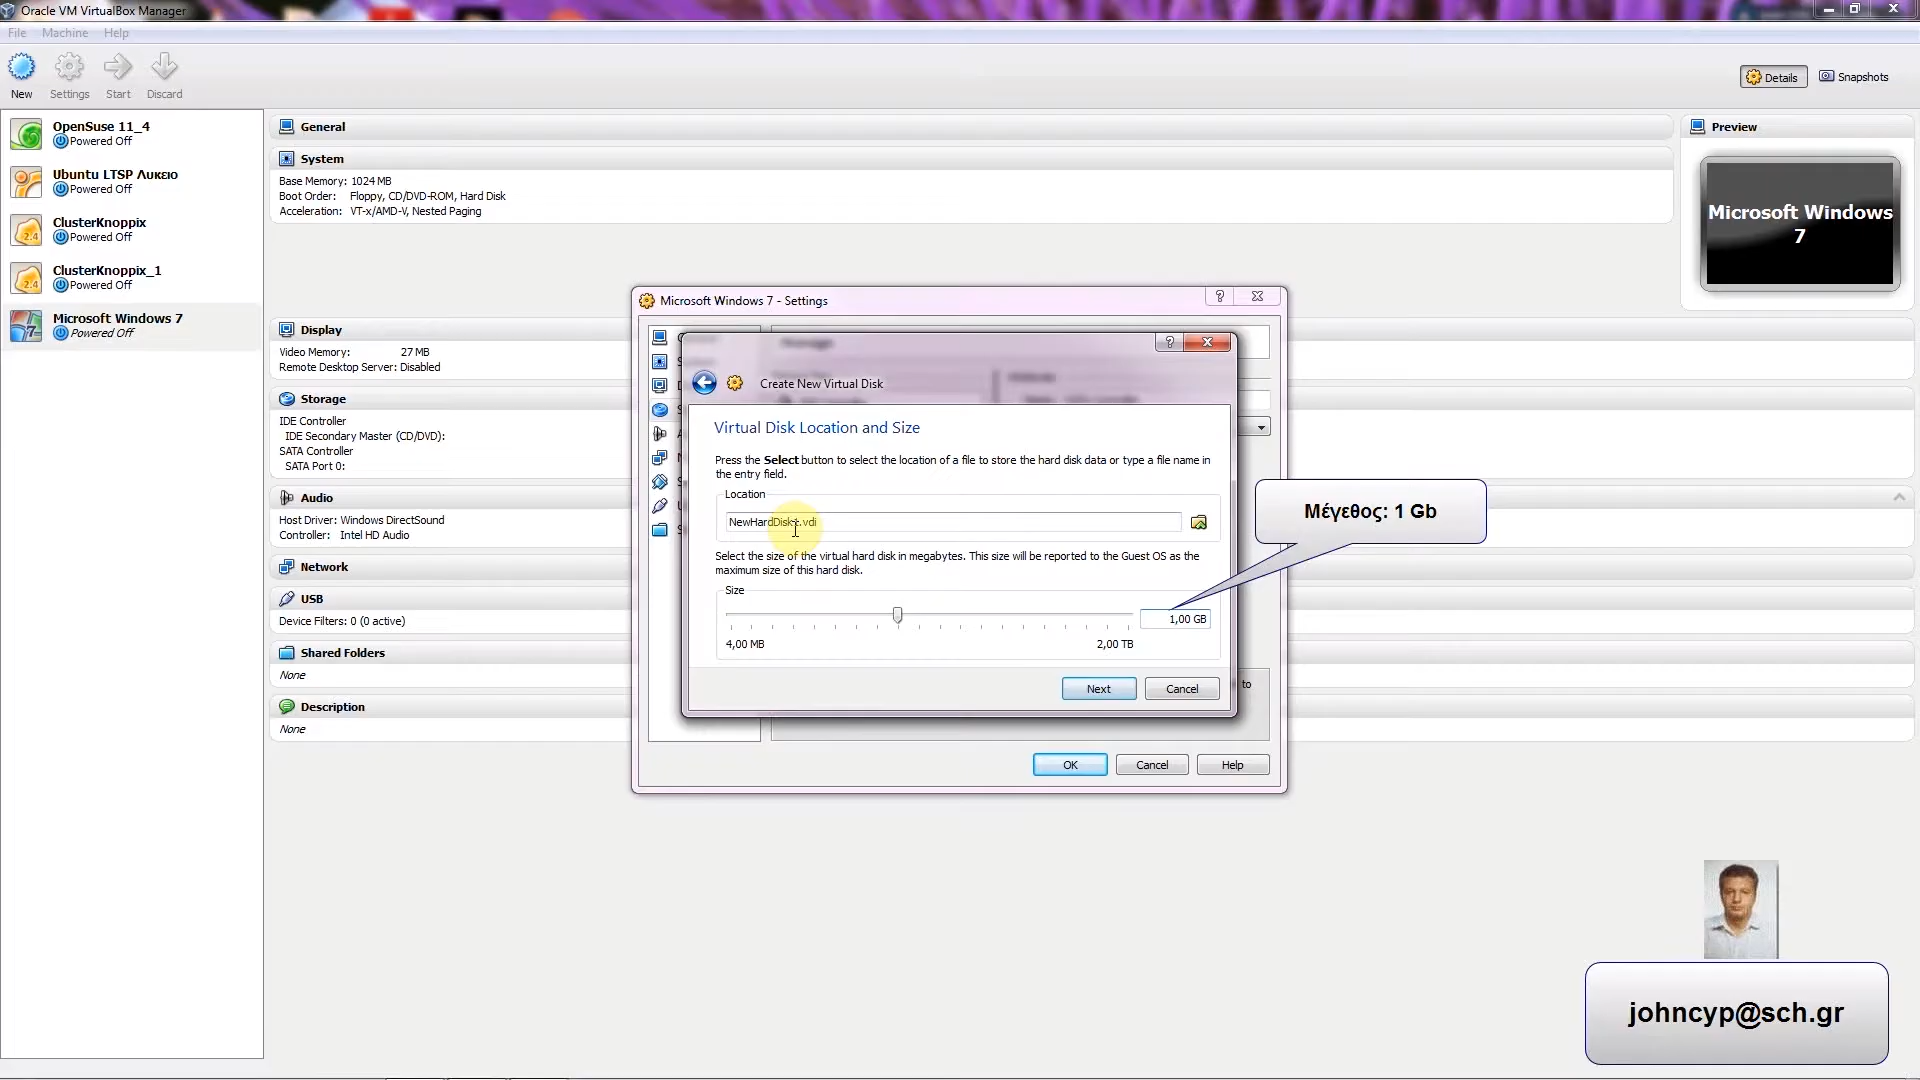 Oracle VM VirtualBox Manager
File Machine Help
New Settings Start Discard
Details Snapshots
OpenSuse 11_4
Powered Off
Ubuntu LTSP Λυκειο
Powered Off
ClusterKnoppix
Powered Off
ClusterKnoppix_1
Powered Off
Microsoft Windows 7
Powered Off
General
System
Base Memory: 1024 MB
Boot Order: Floppy, CD/DVD-ROM, Hard Disk
Acceleration: VT-x/AMD-V, Nested Paging
Preview
Microsoft Windows
7
Display
Video Memory: 27 MB
Remote Desktop Server: Disabled
Storage
IDE Controller
IDE Secondary Master (CD/DVD):
SATA Controller
SATA Port 0:
Audio
Host Driver: Windows DirectSound
Controller: Intel HD Audio
Network
USB
Device Filters: 0 (0 active)
Shared Folders
None
Description
None
Microsoft Windows 7 - Settings
Create New Virtual Disk
Virtual Disk Location and Size
Press the Select button to select the location of a file to store the hard disk data or type a file name in
the entry field.
Location
NewHardDisk1.vdi
Select the size of the virtual hard disk in megabytes. This size will be reported to the Guest OS as the
maximum size of this hard disk.
Size
1,00 GB
4,00 MB 2,00 TB
Next Cancel
to
OK Cancel Help
Μέγεθος: 1 Gb
johncyp@sch.gr
2.4
2.4